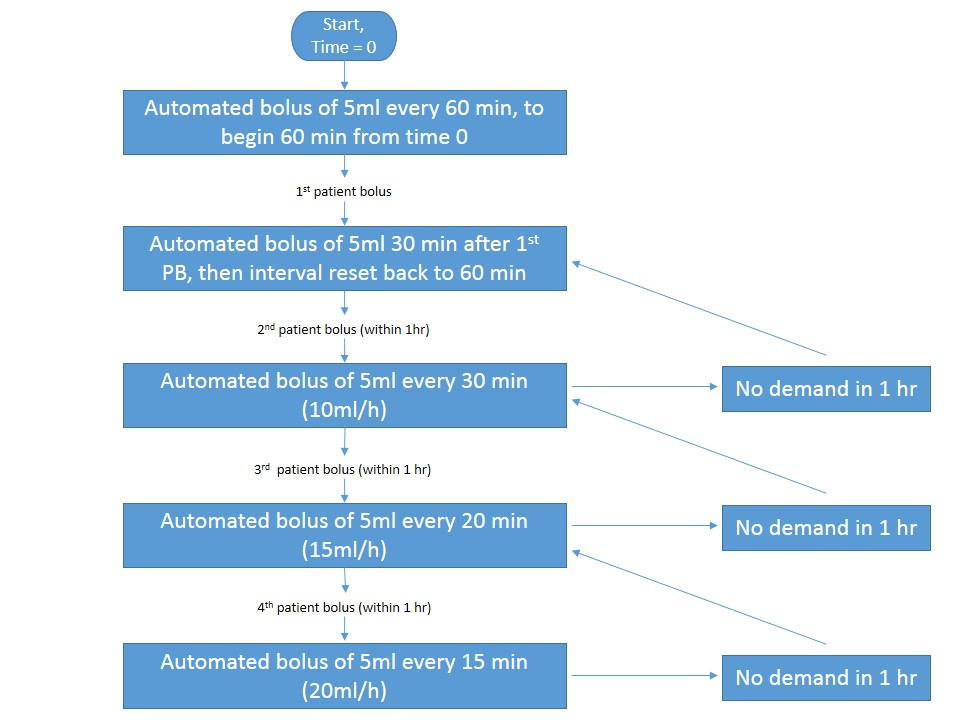 Start,
Time = 0
Automated bolus of 5ml every 60 min, to
begin 60 min from time 0
1st patient bolus
Automated bolus of 5ml 30 min after 1st
PB, then interval reset back to 60 min
2nd patient bolus (within 1hr)
Automated bolus of 5ml every 30 min
(10ml/h)
No demand in 1 hr
3rd patient bolus (within 1 hr)
Automated bolus of 5ml every 20 min
(15ml/h)
No demand in 1 hr
4th patient bolus (within 1 hr)
Automated bolus of 5ml every 15 min
(20ml/h)
No demand in 1 hr